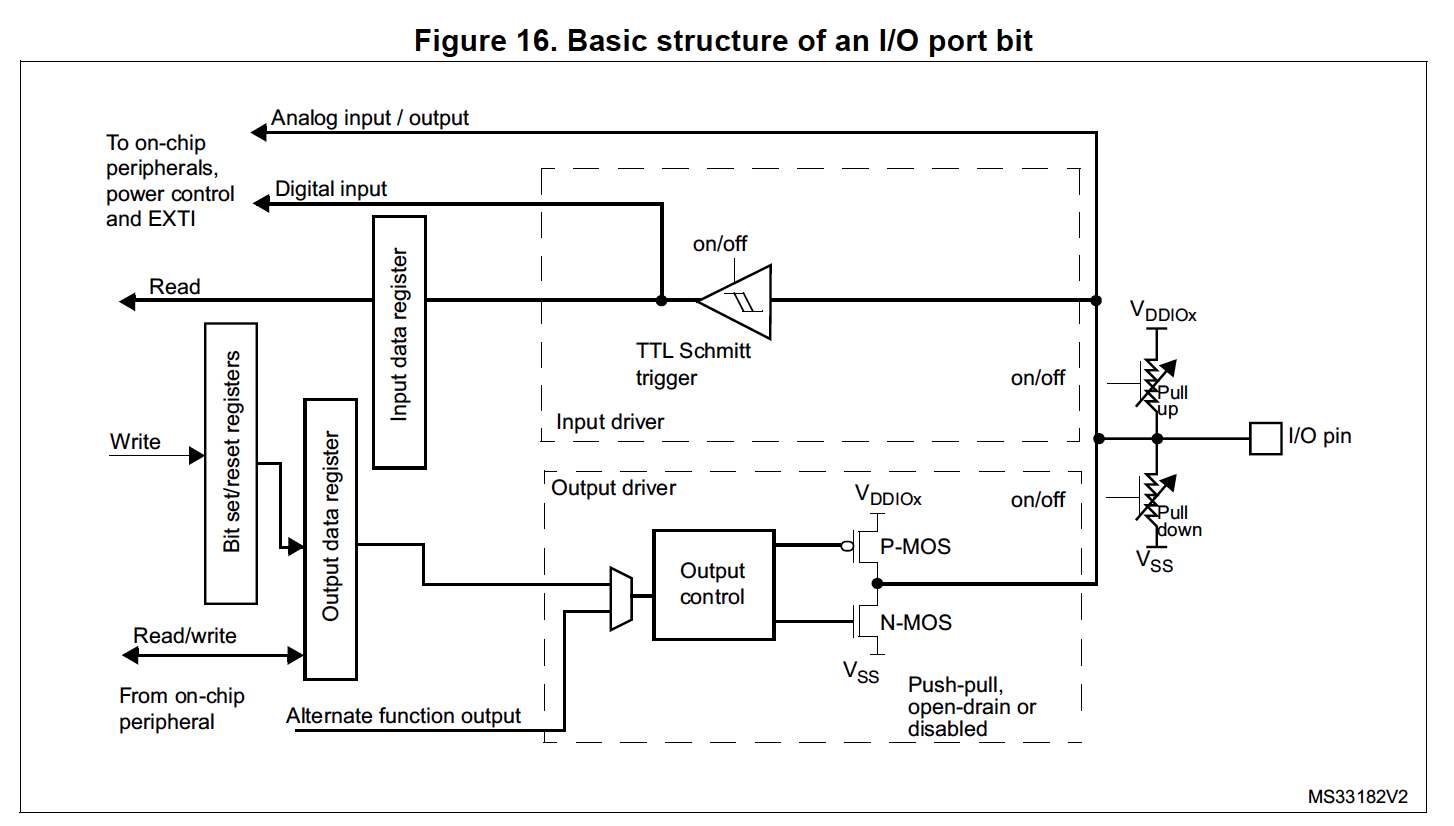 Figure 16. Basic structure of an I/O port bit
Analog input / output
To on-chip
peripherals,
power control
and EXTI
Digital input
on/off
Read
Input data register
TTL Schmitt
trigger
Input driver
VDDIOx
on/off
Pull
up
Write
Bit set/reset registers
Output data register
I/O pin
Output driver
VDDIOx
on/off
Pull
down
VSS
P-MOS
Output
control
N-MOS
VSS
Read/write
From on-chip
peripheral
Alternate function output
Push-pull,
open-drain or
disabled
MS33182V2